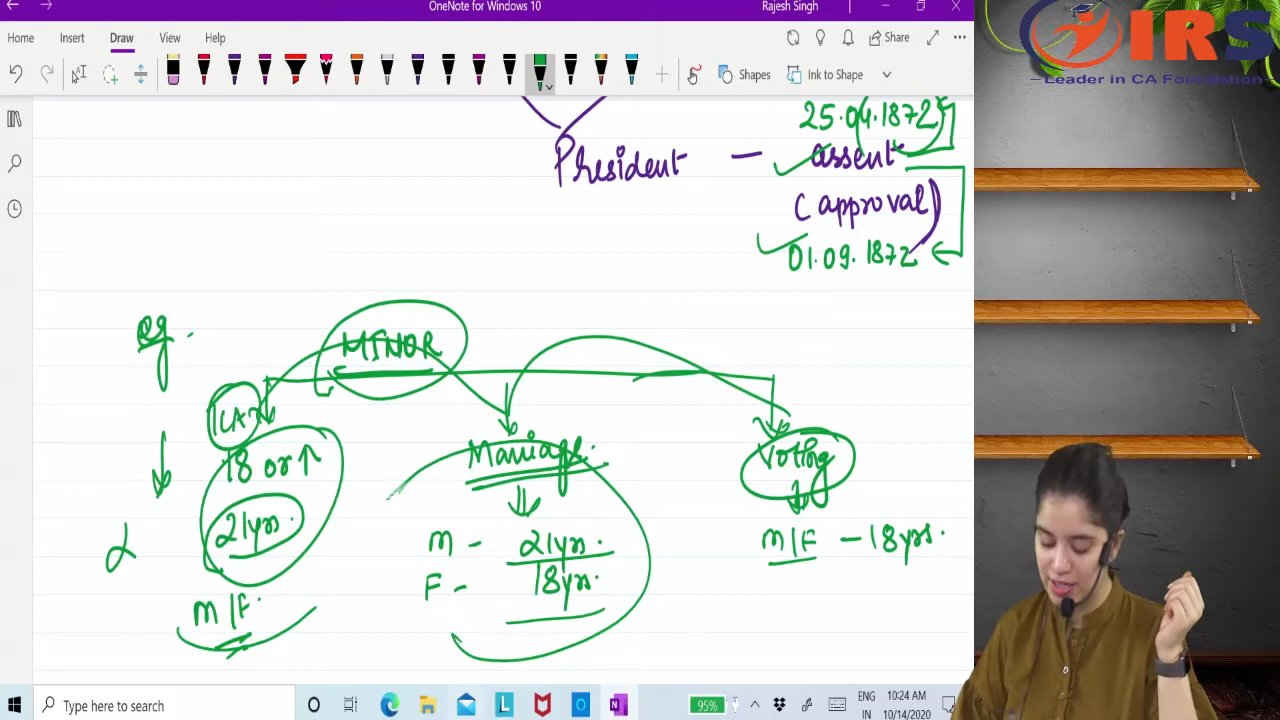 OneNote for Windows 10
Rajesh Singh
Home Insert Draw View Help
Share
Shapes
Ink to Shape
IRS
Leader in CA Foundation
25.04.1872
President - assent
(approval)
01.09.1872
eg.
MINOR
ICA
18 or ↑
21yrs.
M/F.
Marriage.
M - 21yrs.
F - 18yrs.
Voting
M/F - 18yrs.
Type here to search
95%
ENG
IN
10:24 AM
10/14/2020